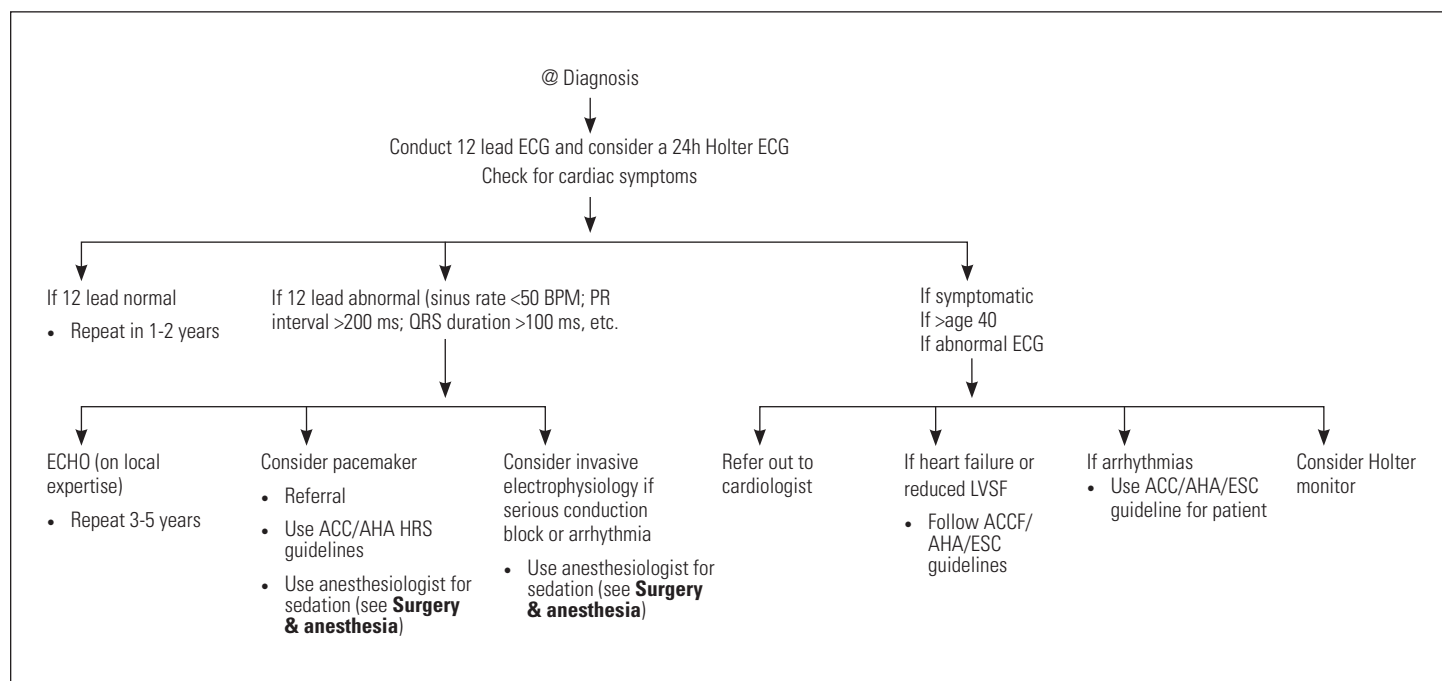 @ Diagnosis
Conduct 12 lead ECG and consider a 24h Holter ECG
Check for cardiac symptoms
If 12 lead normal
• Repeat in 1-2 years
If 12 lead abnormal (sinus rate <50 BPM; PR
interval >200 ms; QRS duration >100 ms, etc.
If symptomatic
If >age 40
If abnormal ECG
ECHO (on local
expertise)
• Repeat 3-5 years
Consider pacemaker
• Referral
• Use ACC/AHA HRS
guidelines
• Use anesthesiologist for
sedation (see Surgery
& anesthesia)
Consider invasive
electrophysiology if
serious conduction
block or arrhythmia
• Use anesthesiologist for
sedation (see Surgery
& anesthesia)
Refer out to
cardiologist
If heart failure or
reduced LVSF
• Follow ACCF/
AHA/ESC
guidelines
If arrhythmias
• Use ACC/AHA/ESC
guideline for patient
Consider Holter
monitor